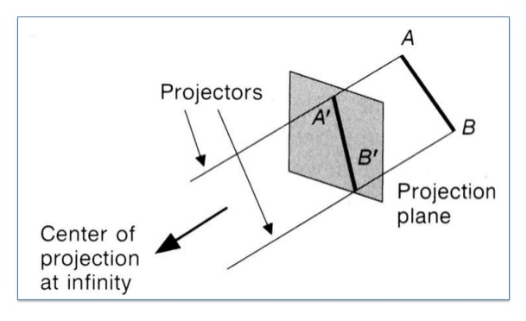 A
Projectors
A'
B
B'
Projection
plane
Center of
projection
at infinity